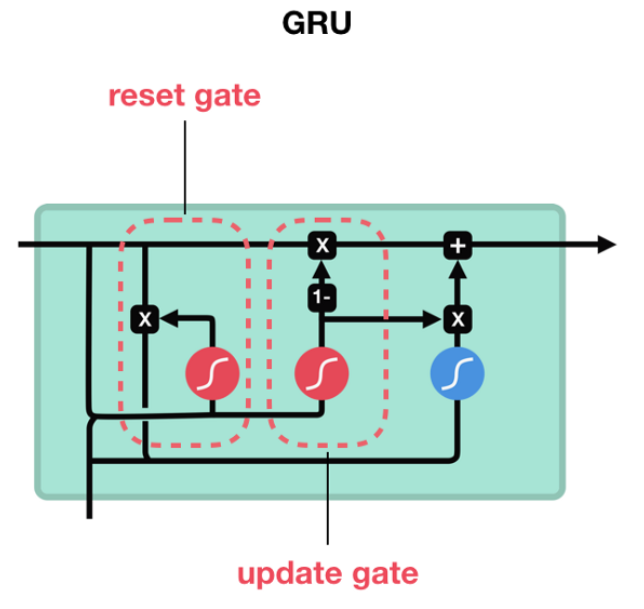 GRU
reset gate
X
+
1-
X
X
update gate